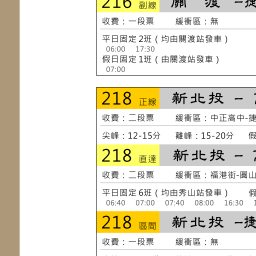 216 副線 關 渡 -
收費：一段票 緩衝區：無
平日固定2班（均由關渡站發車）
06:00 17:30
假日固定1班（由關渡站發車）
07:00
218 正線 新北投 -
收費：二段票 緩衝區：中正高中-捷
尖峰：12-15分 離峰：15-20分 假
218 直達 新北投 -
收費：二段票 緩衝區：福港街-圓山
平日固定6班（均由秀山站發車） 假
06:40 07:00 07:40 08:00 16:30
218 區間 新北投 -捷
收費：一段票 緩衝區：無